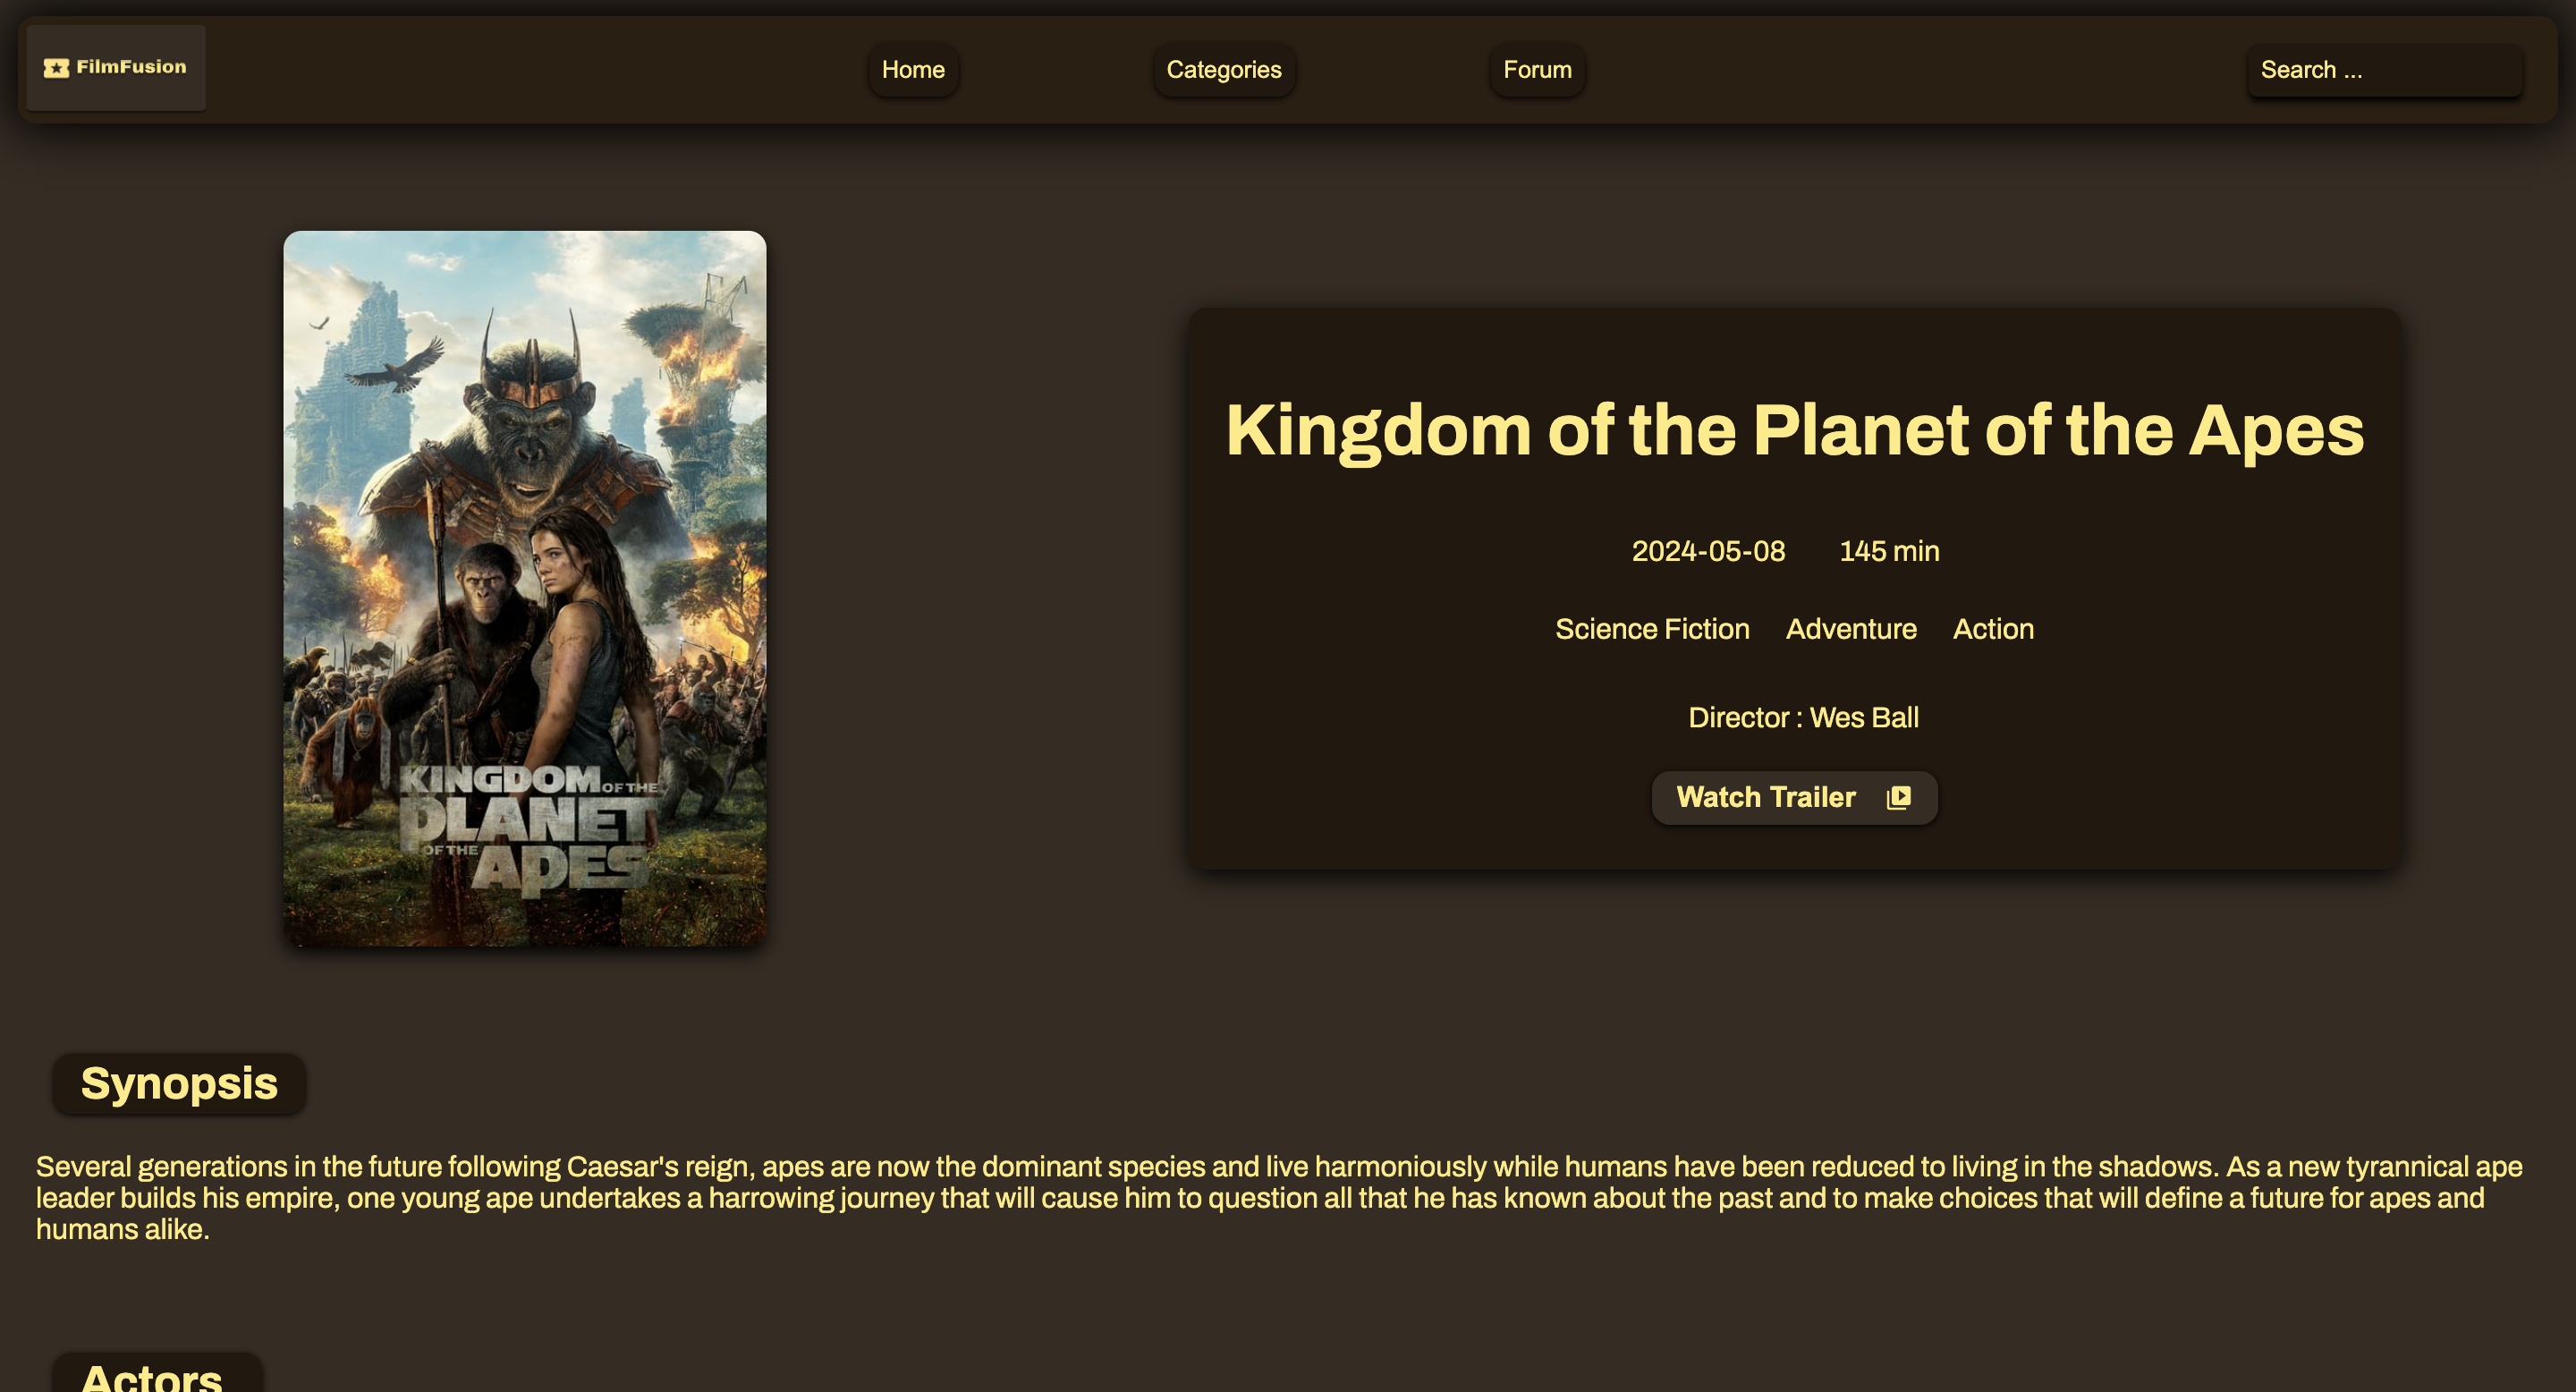 FilmFusion
Home
Categories
Forum
Search ...
KINGDOM OF THE
PLANET
OF THE APES
Kingdom of the Planet of the Apes
2024-05-08 145 min
Science Fiction Adventure Action
Director : Wes Ball
Watch Trailer
Synopsis
Several generations in the future following Caesar's reign, apes are now the dominant species and live harmoniously while humans have been reduced to living in the shadows. As a new tyrannical ape
leader builds his empire, one young ape undertakes a harrowing journey that will cause him to question all that he has known about the past and to make choices that will define a future for apes and
humans alike.
Actors